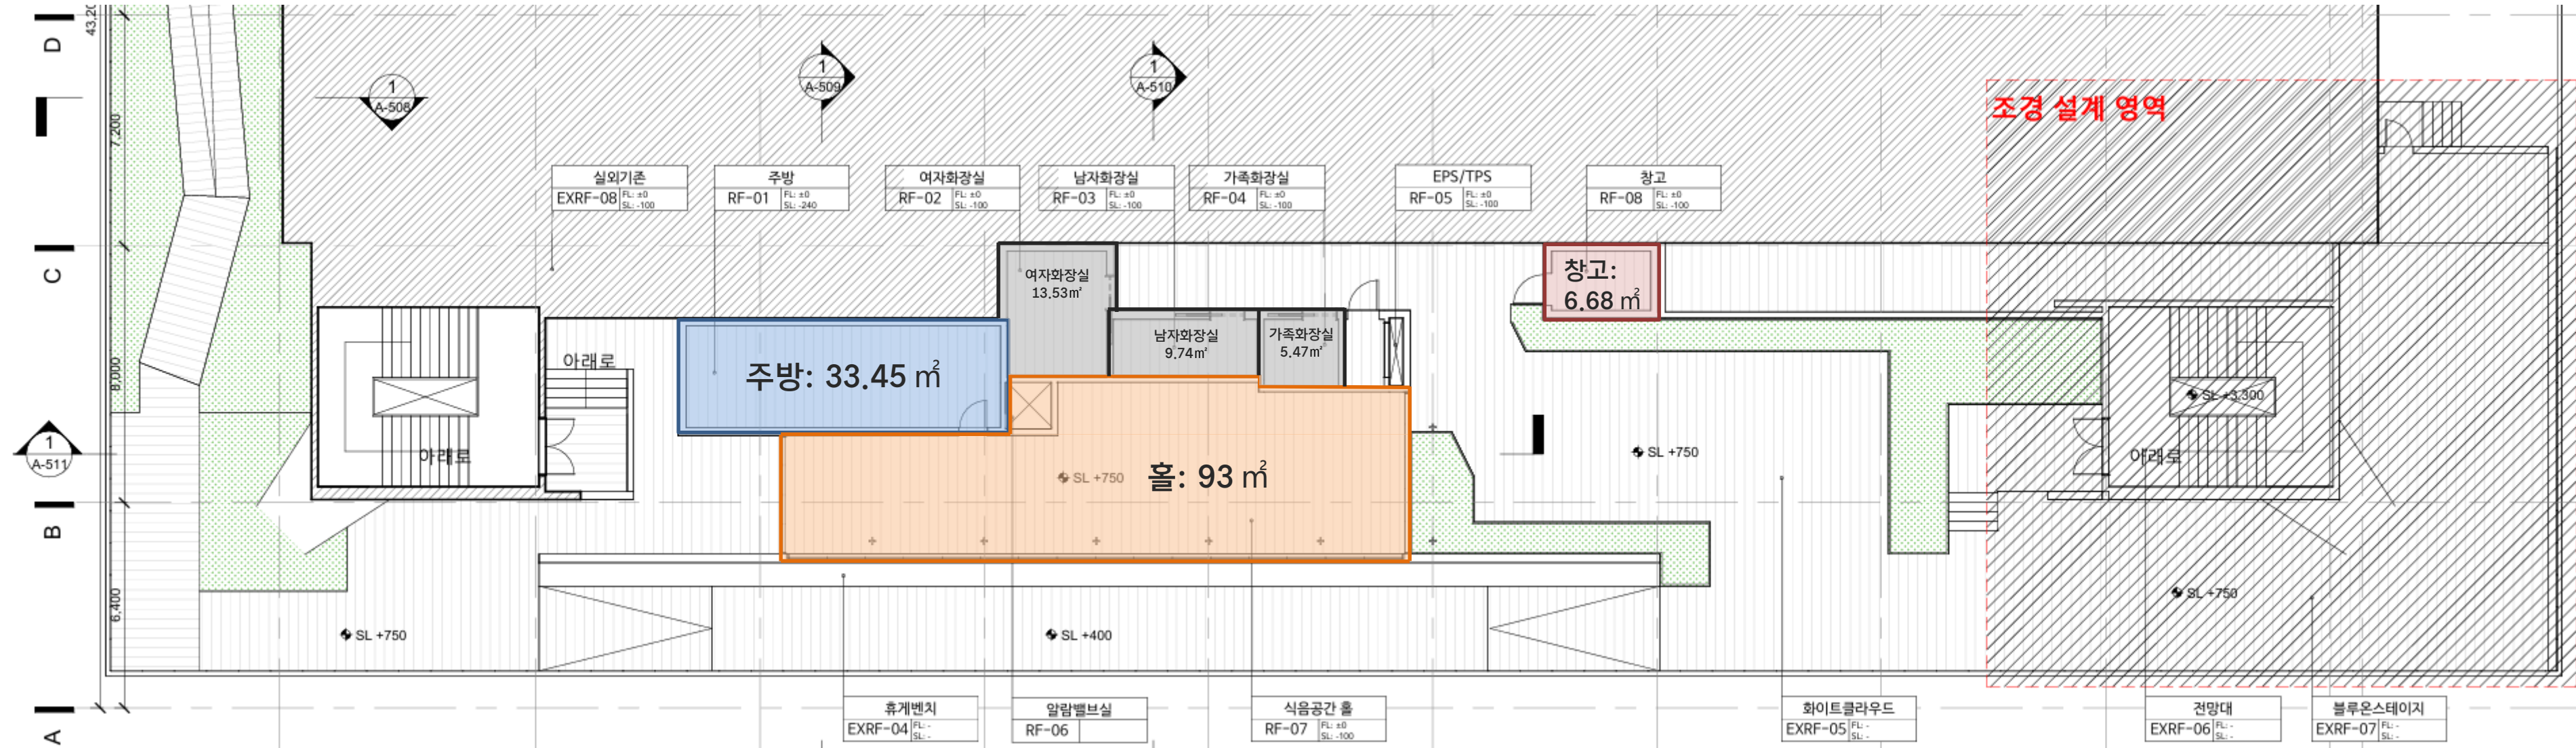 D
43,20
1
A-508
1
A-509
1
A-510
조경 설계 영역
7,200
실외기존
EXRF-08 FL: ±0
SL: -100
주방
RF-01 FL: ±0
SL: -240
여자화장실
RF-02 FL: ±0
SL: -100
남자화장실
RF-03 FL: ±0
SL: -100
가족화장실
RF-04 FL: ±0
SL: -100
EPS/TPS
RF-05 FL: ±0
SL: -100
창고
RF-08 FL: ±0
SL: -100
C
여자화장실
13.53㎡
창고:
6.68 ㎡
남자화장실
9.74㎡
가족화장실
5.47㎡
아래로
주방: 33.45 ㎡
8,000
SL +3,300
1
A-511
아래로
SL +750
홀: 93 ㎡
SL +750
아래로
B
6,400
SL +750
SL +750
SL +400
A
휴게벤치
EXRF-04 FL: -
SL: -
알람밸브실
RF-06
식음공간 홀
RF-07 FL: ±0
SL: -100
화이트클라우드
EXRF-05 FL: -
SL: -
전망대
EXRF-06 FL: -
SL: -
블루온스테이지
EXRF-07 FL: -
SL: -